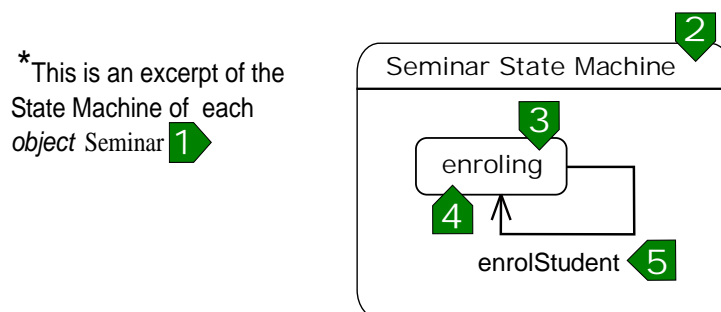 *This is an excerpt of the
State Machine of each
object Seminar 1
2
Seminar State Machine
3
enroling
4
enrolStudent 5